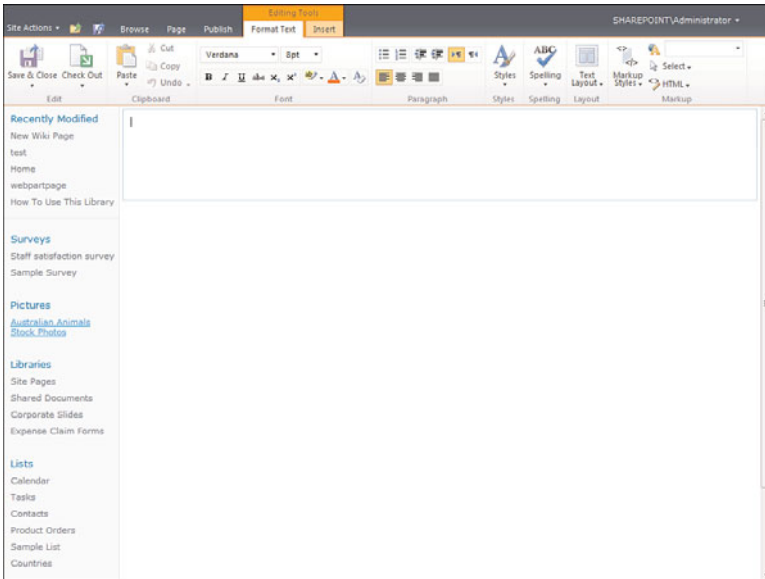 Editing Tools
Site Actions Browse Page Publish Format Text Insert SHAREPOINT\Administrator
Save & Close Check Out Paste Cut Copy Undo
Verdana 8pt
B I U abc x, x² A
Styles ABC Spelling Text Layout Markup Styles Select HTML
Edit Clipboard Font Paragraph Styles Spelling Layout Markup
Recently Modified
New Wiki Page
test
Home
webpartpage
How To Use This Library
Surveys
Staff satisfaction survey
Sample Survey
Pictures
Australian Animals
Stock Photos
Libraries
Site Pages
Shared Documents
Corporate Slides
Expense Claim Forms
Lists
Calendar
Tasks
Contacts
Product Orders
Sample List
Countries